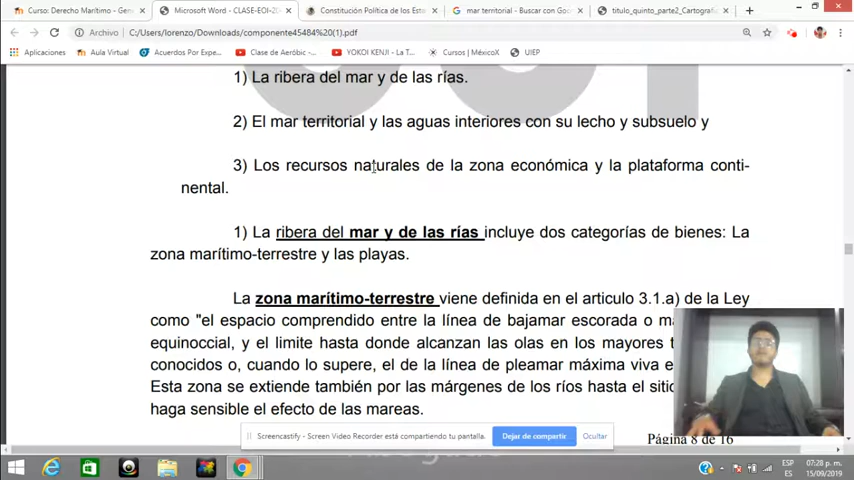 Curso: Derecho Marítimo - Gene
Microsoft Word - CLASE-EOI-20
Constitución Política de los Esta
mar territorial - Buscar con Goo
titulo_quinto_parte2_Cartografi
Archivo | C:/Users/lorenzo/Downloads/componente45484%20(1).pdf
Aplicaciones
Aula Virtual
Acuerdos Por Expe...
Clase de Aeróbic -...
YOKOI KENJI - La T...
Cursos |MéxicoX
UIEP
1) La ribera del mar y de las rías.
2) El mar territorial y las aguas interiores con su lecho y subsuelo y
3) Los recursos naturales de la zona económica y la plataforma conti-
nental.
1) La ribera del mar y de las rías incluye dos categorías de bienes: La
zona marítimo-terrestre y las playas.
La zona marítimo-terrestre viene definida en el articulo 3.1.a) de la Ley
como "el espacio comprendido entre la línea de bajamar escorada o
equinoccial, y el limite hasta donde alcanzan las olas en los mayores
conocidos o, cuando lo supere, el de la línea de pleamar máxima viva
Esta zona se extiende también por las márgenes de los ríos hasta el
haga sensible el efecto de las mareas.
Página 8 de 16
Screencastify - Screen Video Recorder está compartiendo tu pantalla.
Dejar de compartir
Ocultar
ESP
ES
07:28 p. m.
15/09/2019